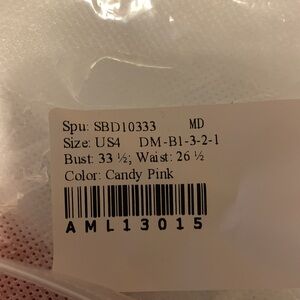 Spu: SBD10333 MD
Size: US4 DM-B1-3-2-1
Bust: 33 ½; Waist: 26 ½
Color: Candy Pink
AML13015